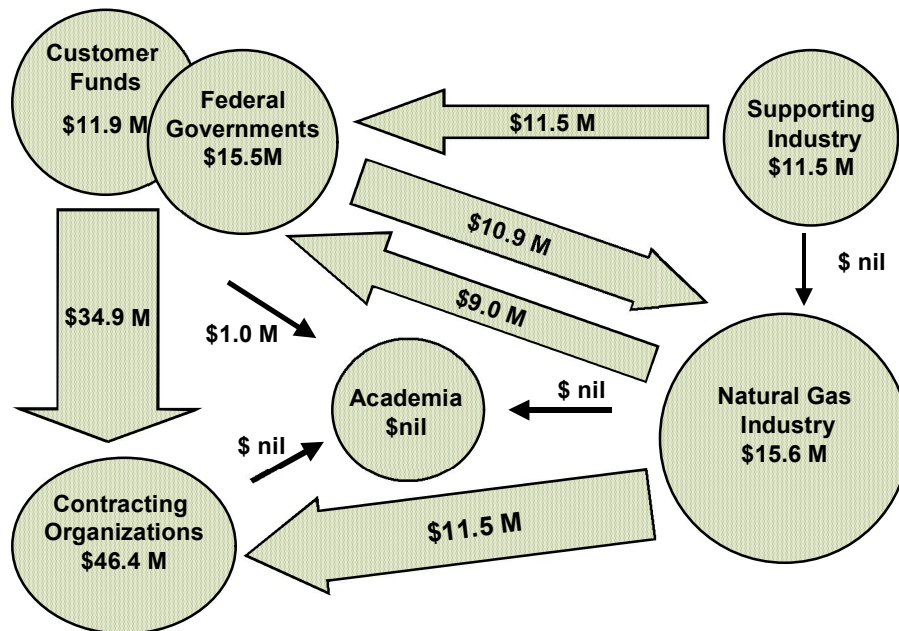 Customer
Funds
$11.9 M
Federal
Governments
$15.5M
$11.5 M
Supporting
Industry
$11.5 M
$10.9 M
$9.0 M
$ nil
$34.9 M
$1.0 M
Academia
$nil
$ nil
Natural Gas
Industry
$15.6 M
$ nil
Contracting
Organizations
$46.4 M
$11.5 M